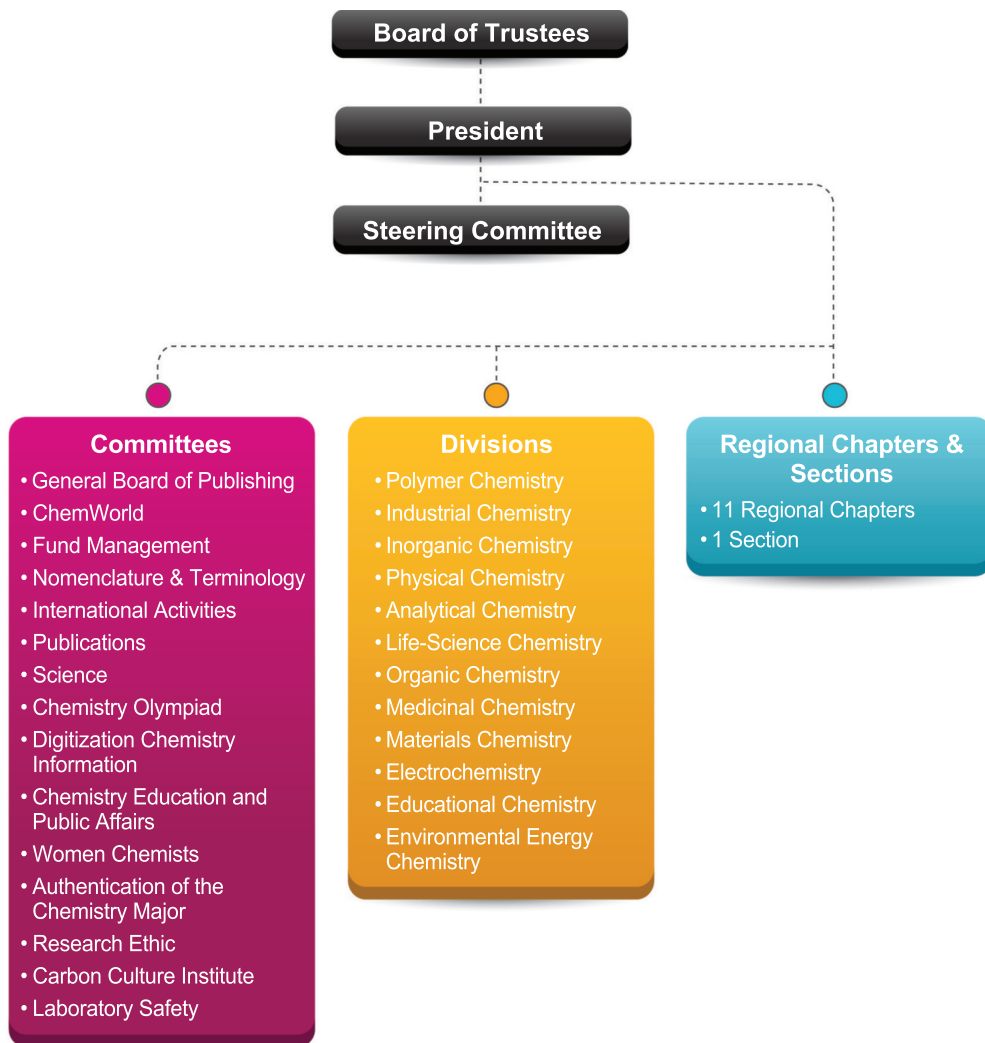 Board of Trustees
President
Steering Committee
Committees
• General Board of Publishing
• ChemWorld
• Fund Management
• Nomenclature & Terminology
• International Activities
• Publications
• Science
• Chemistry Olympiad
• Digitization Chemistry
Information
• Chemistry Education and
Public Affairs
• Women Chemists
• Authentication of the
Chemistry Major
• Research Ethic
• Carbon Culture Institute
• Laboratory Safety
Divisions
• Polymer Chemistry
• Industrial Chemistry
• Inorganic Chemistry
• Physical Chemistry
• Analytical Chemistry
• Life-Science Chemistry
• Organic Chemistry
• Medicinal Chemistry
• Materials Chemistry
• Electrochemistry
• Educational Chemistry
• Environmental Energy
Chemistry
Regional Chapters &
Sections
• 11 Regional Chapters
• 1 Section